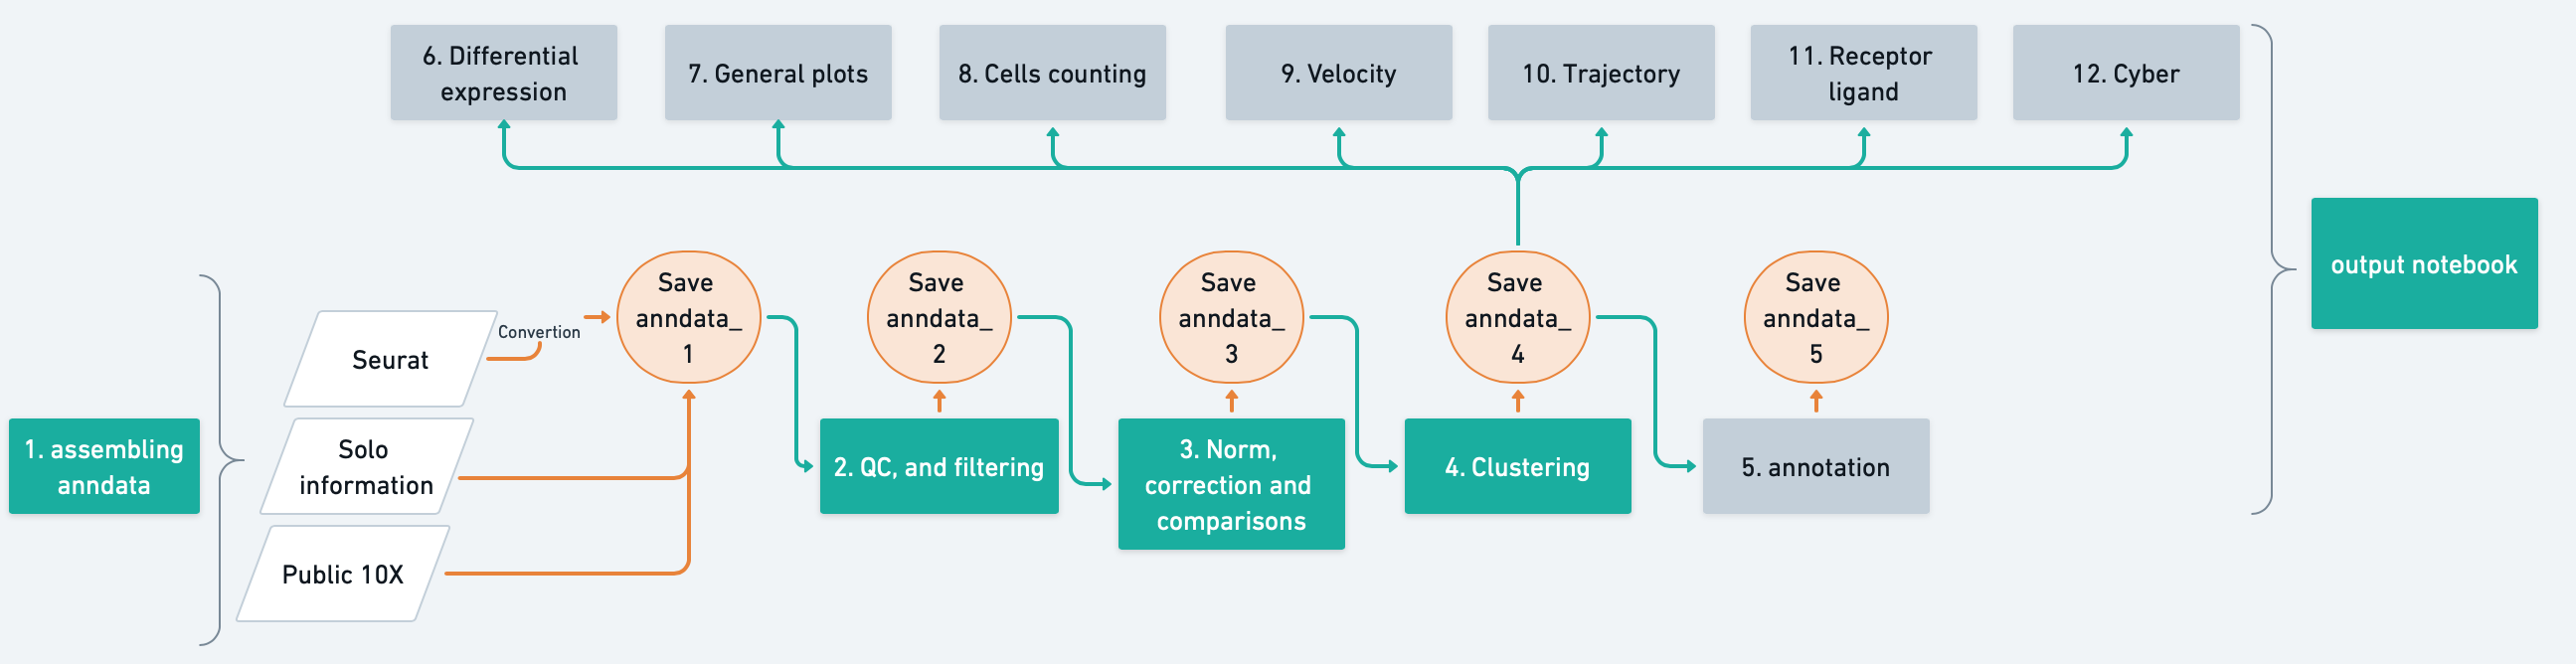 6. Differential
expression
7. General plots
8. Cells counting
9. Velocity
10. Trajectory
11. Receptor
ligand
12. Cyber
output notebook
Save
anndata_
1
Save
anndata_
2
Save
anndata_
3
Save
anndata_
4
Save
anndata_
5
Convertion
Seurat
1. assembling
anndata
Solo
information
Public 10X
2. QC, and filtering
3. Norm,
correction and
comparisons
4. Clustering
5. annotation